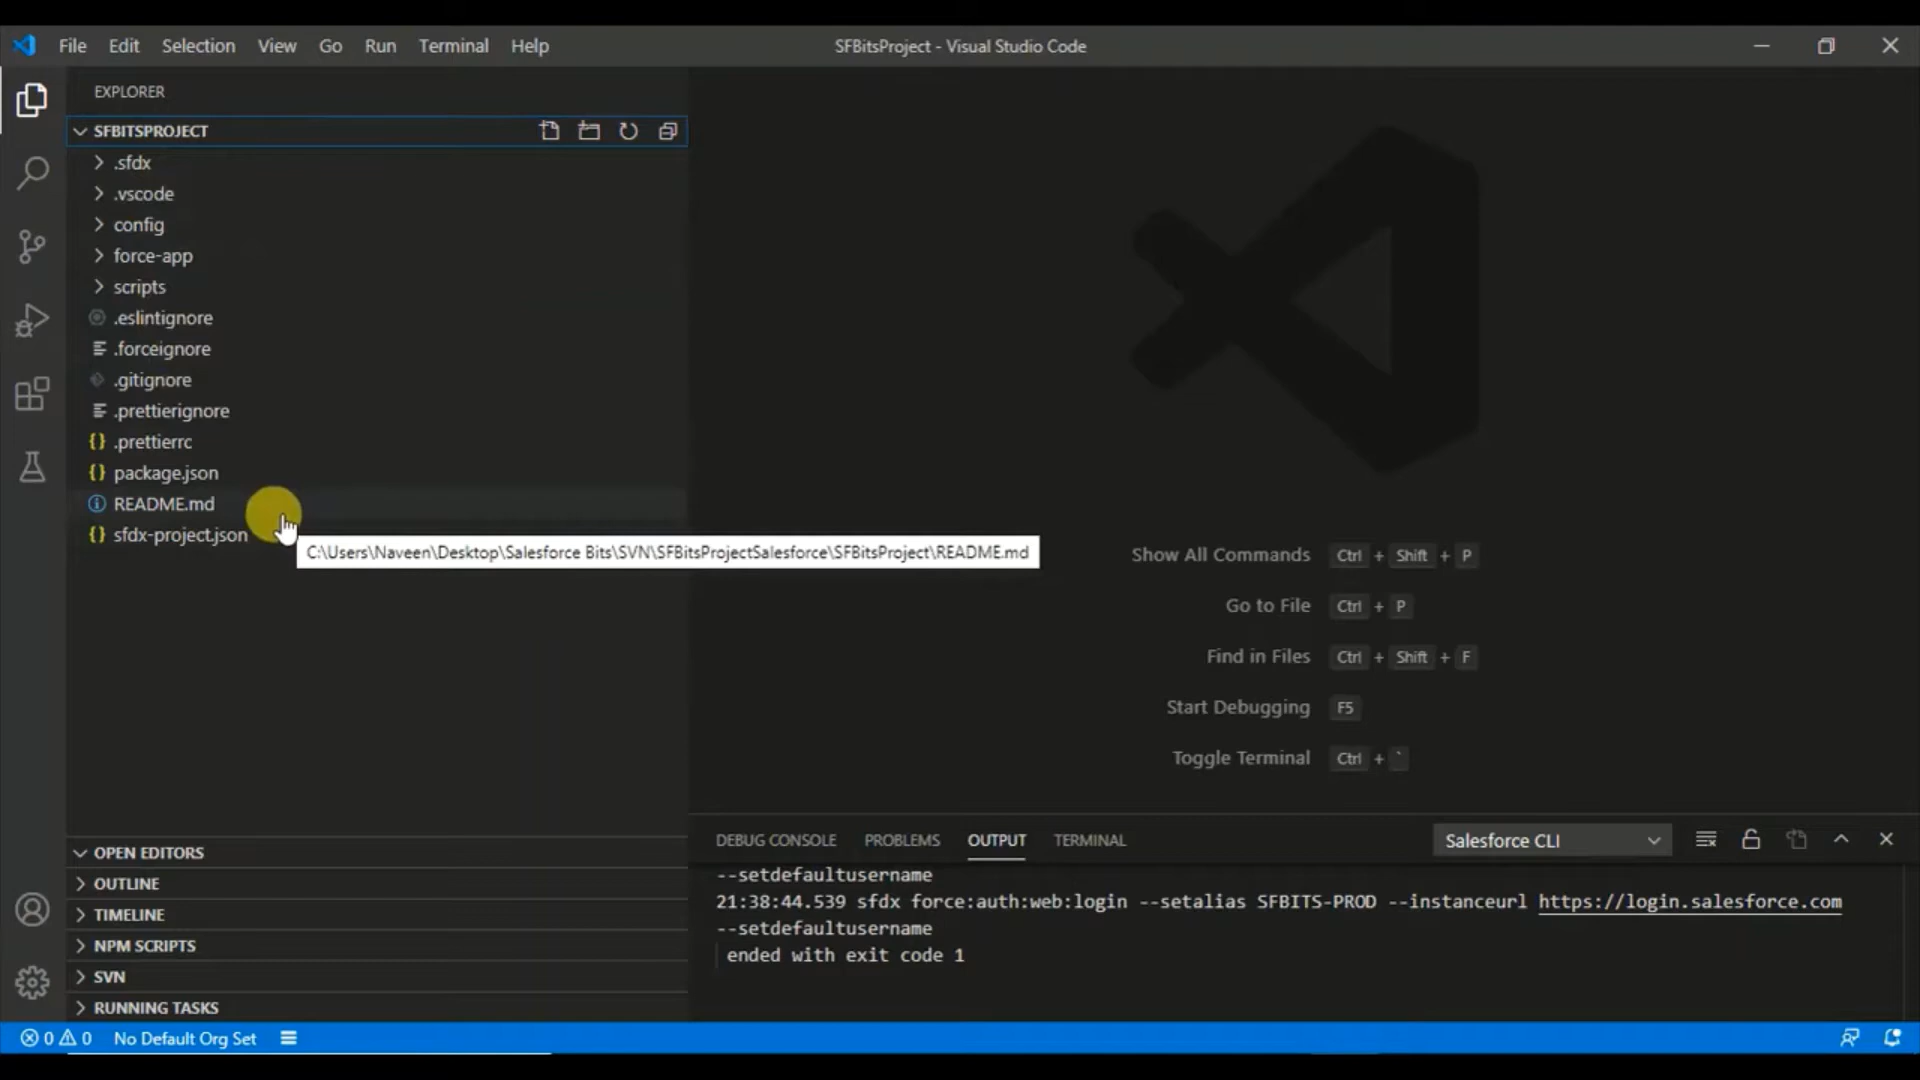 File Edit Selection View Go Run Terminal Help SFBitsProject - Visual Studio Code
EXPLORER
SFBITSPROJECT
.sfdx
.vscode
config
force-app
scripts
.eslintignore
.forceignore
.gitignore
.prettierignore
.prettierrc
package.json
README.md
sfdx-project.json
C:\Users\Naveen\Desktop\Salesforce Bits\SVN\SFBitsProjectSalesforce\SFBitsProject\README.md
Show All Commands Ctrl + Shift + P
Go to File Ctrl + P
Find in Files Ctrl + Shift + F
Start Debugging F5
Toggle Terminal Ctrl + `
OPEN EDITORS
OUTLINE
TIMELINE
NPM SCRIPTS
SVN
RUNNING TASKS
DEBUG CONSOLE PROBLEMS OUTPUT TERMINAL Salesforce CLI
--setdefaultusername
21:38:44.539 sfdx force:auth:web:login --setalias SFBITS-PROD --instanceurl https://login.salesforce.com
--setdefaultusername
ended with exit code 1
0 0 No Default Org Set